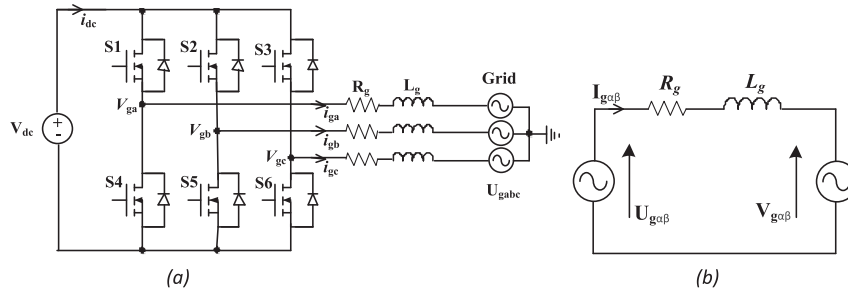 i_dc
S1
S2
S3
V_ga
V_gb
V_gc
V_dc
R_g
L_g
Grid
i_ga
i_gb
i_gc
U_gabc
S4
S5
S6
(a)
I_gαβ
R_g
L_g
U_gαβ
V_gαβ
(b)